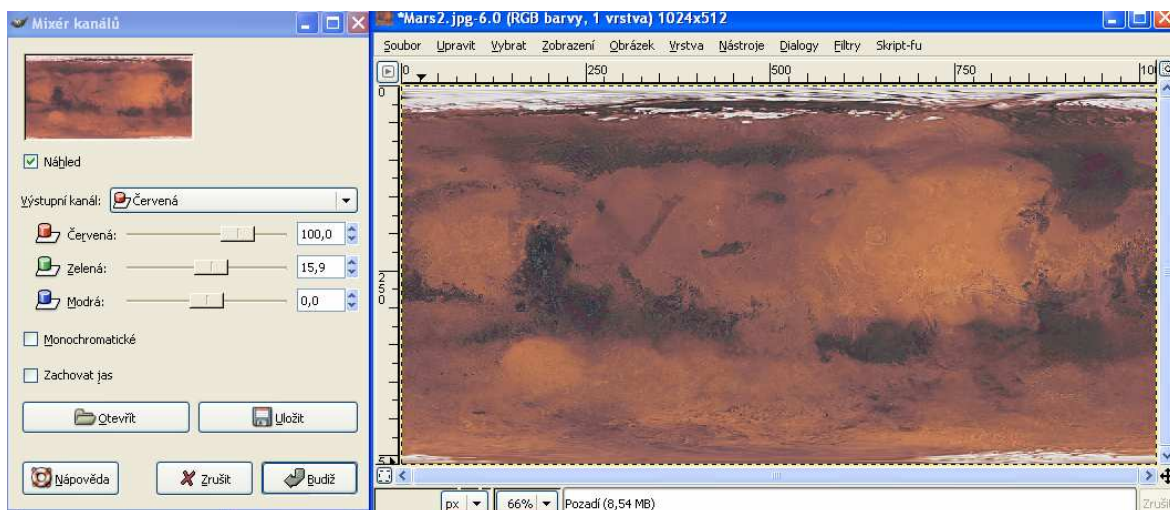 Mixér kanálů
Náhled
Výstupní kanál: Červená
Červená: 100,0
Zelená: 15,9
Modrá: 0,0
Monochromatické
Zachovat jas
Otevřít Uložit
Nápověda Zrušit Budiž
*Mars2.jpg-6.0 (RGB barvy, 1 vrstva) 1024x512
Soubor Upravit Vybrat Zobrazení Obrázek Vrstva Nástroje Dialogy Filtry Skript-fu
0 250 500 750
0
250
5
px 66% Pozadí (8,54 MB)